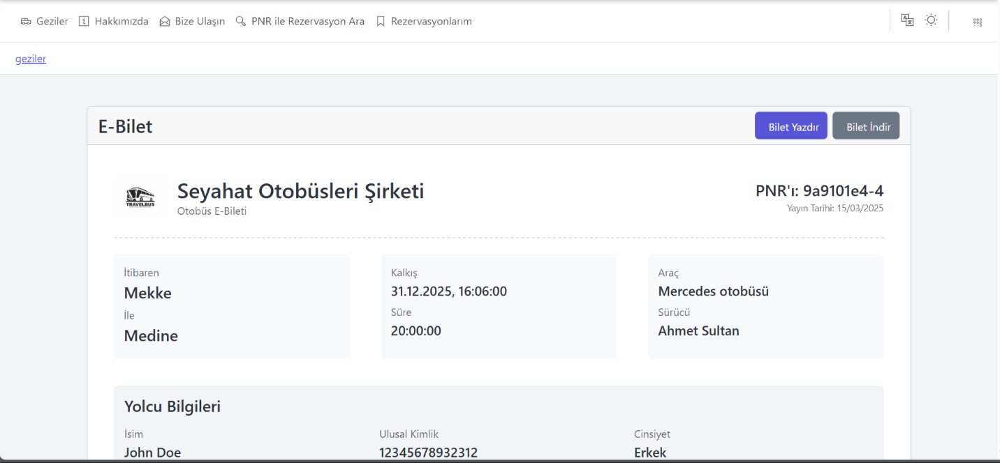 Geziler Hakkımızda Bize Ulaşın PNR ile Rezervasyon Ara Rezervasyonlarım
geziler
E-Bilet Bilet Yazdır Bilet İndir
Seyahat Otobüsleri Şirketi
Otobüs E-Bileti
TRAVELBUS
PNR'ı: 9a9101e4-4
Yayın Tarihi: 15/03/2025
İtibaren
Mekke
İle
Medine
Kalkış
31.12.2025, 16:06:00
Süre
20:00:00
Araç
Mercedes otobüsü
Sürücü
Ahmet Sultan
Yolcu Bilgileri
İsim Ulusal Kimlik Cinsiyet
John Doe 12345678932312 Erkek